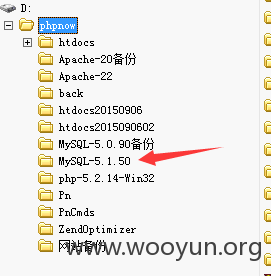 D:
phpnow
htdocs
Apache-20备份
Apache-22
back
htdocs20150906
htdocs2015090602
MySQL-5.0.90备份
MySQL-5.1.50
php-5.2.14-Win32
Pn
PnCmds
ZendOptimizer
网站备份
www.wooyun.org